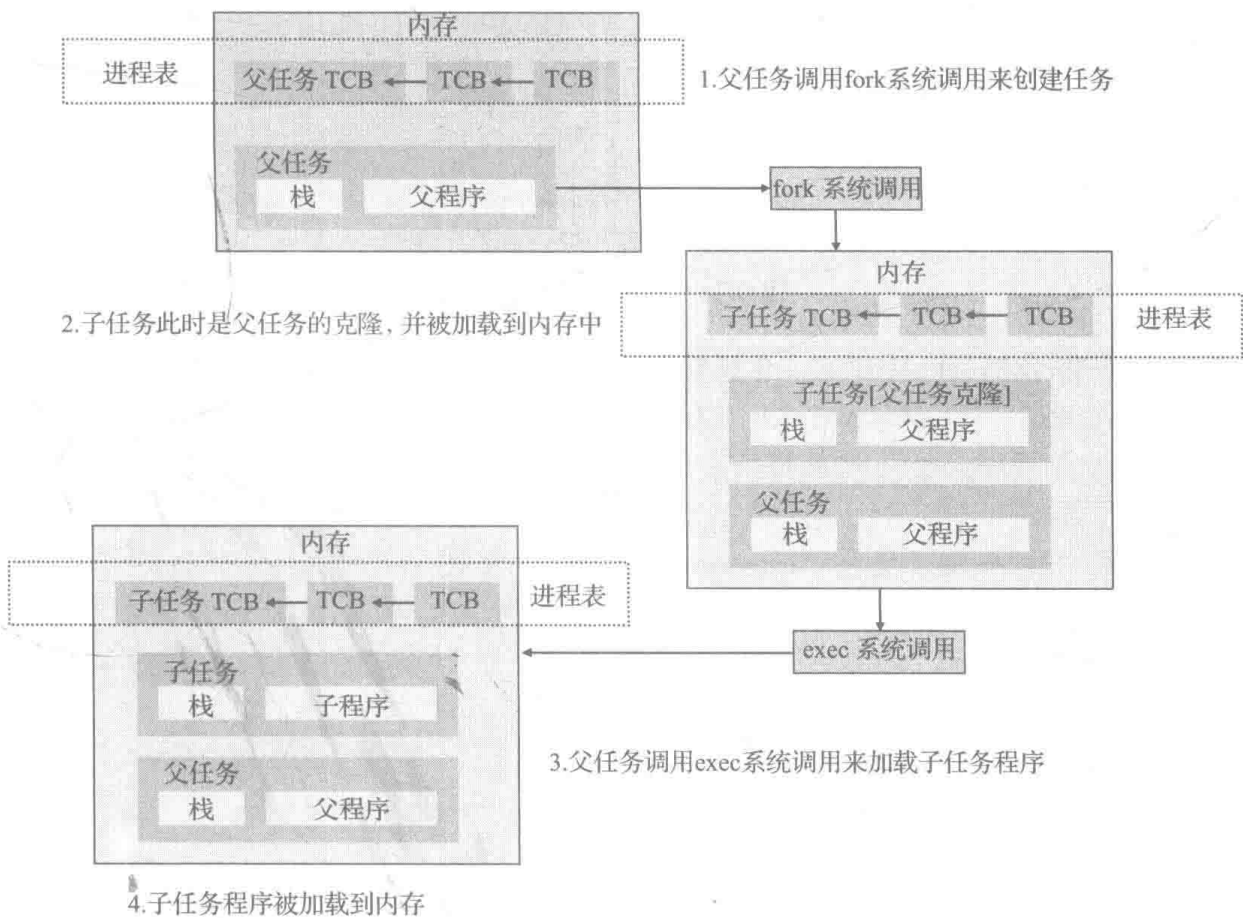 内存
进程表
父任务 TCB TCB TCB
1.父任务调用fork系统调用来创建任务
父任务
栈 父程序
fork 系统调用
内存
2.子任务此时是父任务的克隆，并被加载到内存中
子任务 TCB TCB TCB 进程表
子任务[父任务克隆]
栈 父程序
父任务
栈 父程序
内存
子任务 TCB TCB TCB 进程表
exec 系统调用
子任务
栈 子程序
3.父任务调用exec系统调用来加载子任务程序
父任务
栈 父程序
4.子任务程序被加载到内存